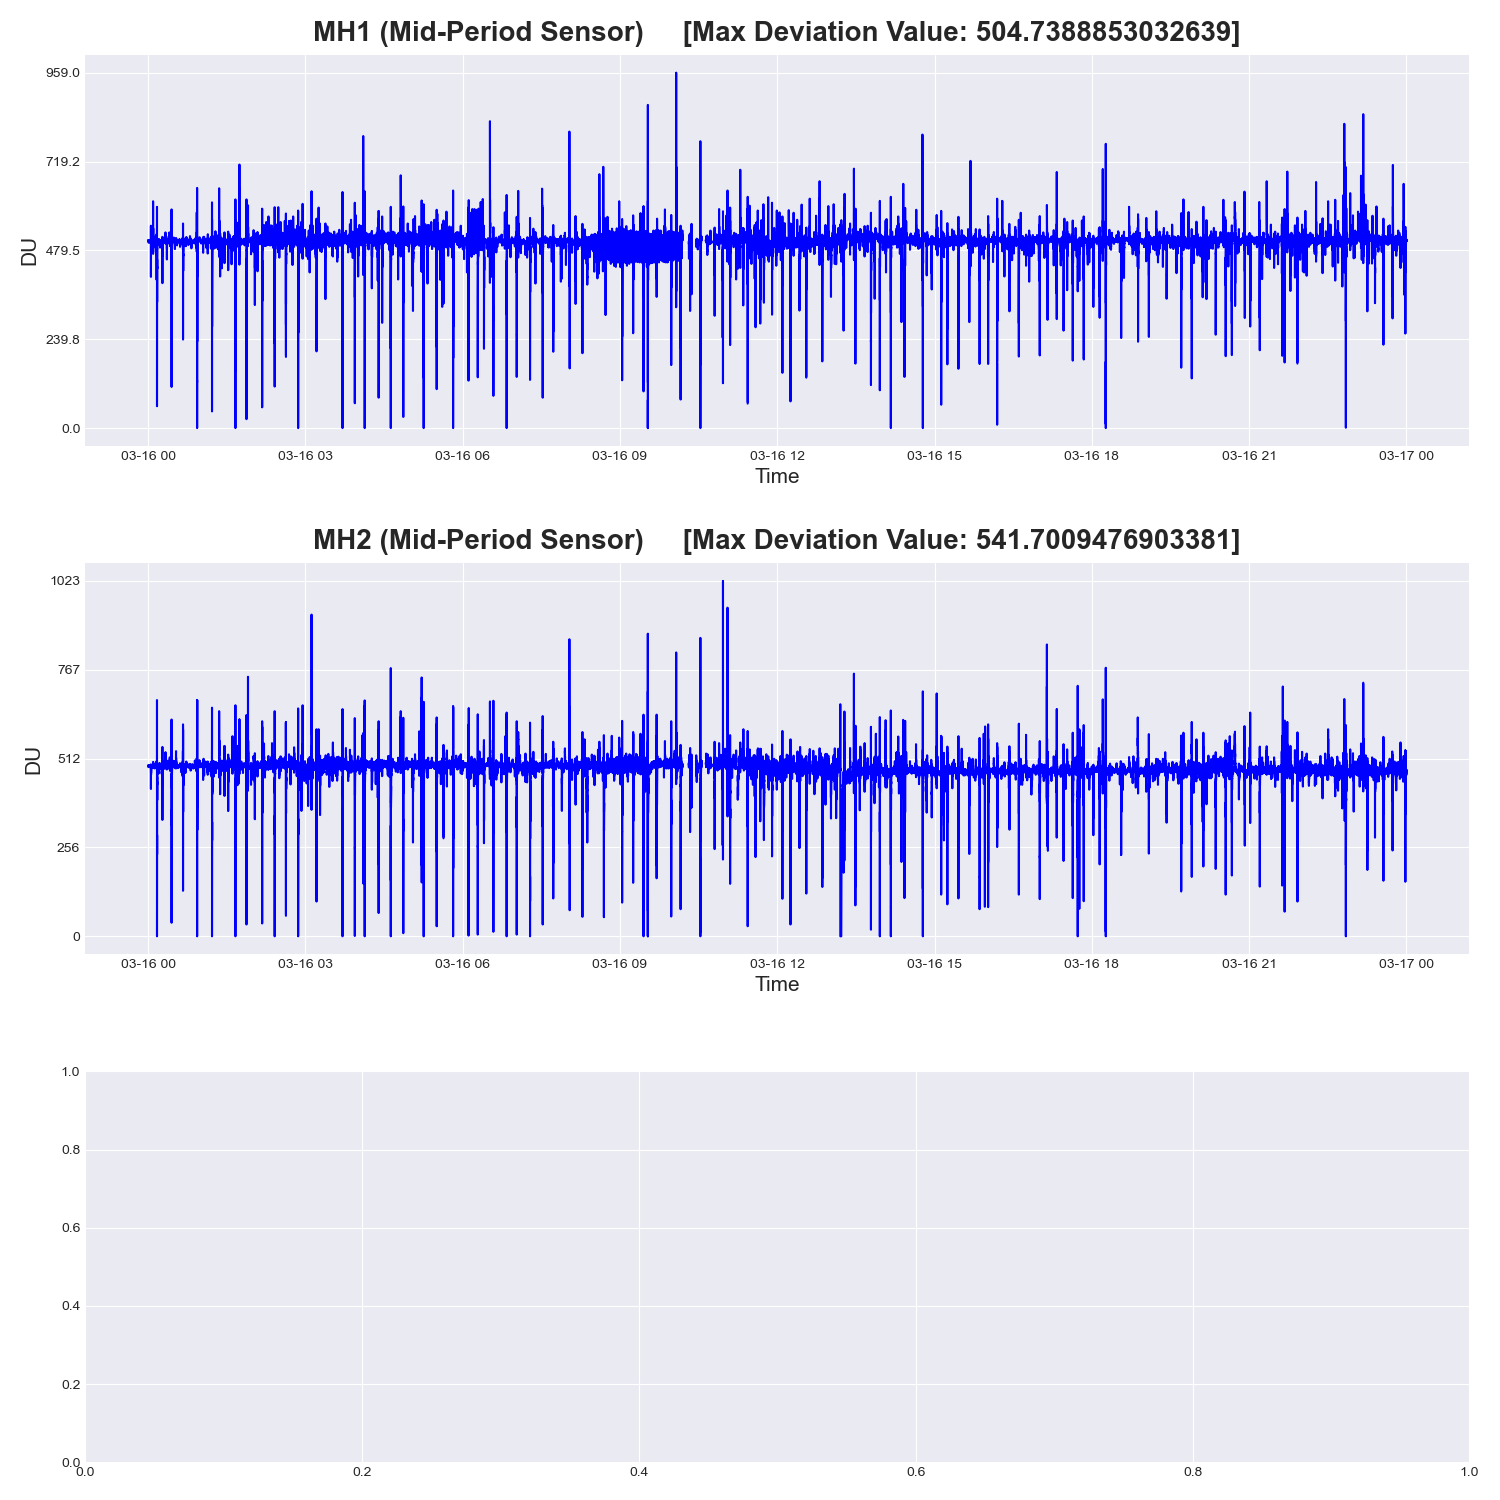 MH1 (Mid-Period Sensor) [Max Deviation Value: 504.7388853032639]
959.0
719.2
479.5
239.8
0.0
DU
03-16 00 03-16 03 03-16 06 03-16 09 03-16 12 03-16 15 03-16 18 03-16 21 03-17 00
Time
MH2 (Mid-Period Sensor) [Max Deviation Value: 541.7009476903381]
1023
767
512
256
0
DU
03-16 00 03-16 03 03-16 06 03-16 09 03-16 12 03-16 15 03-16 18 03-16 21 03-17 00
Time
1.0
0.8
0.6
0.4
0.2
0.0
0.0 0.2 0.4 0.6 0.8 1.0